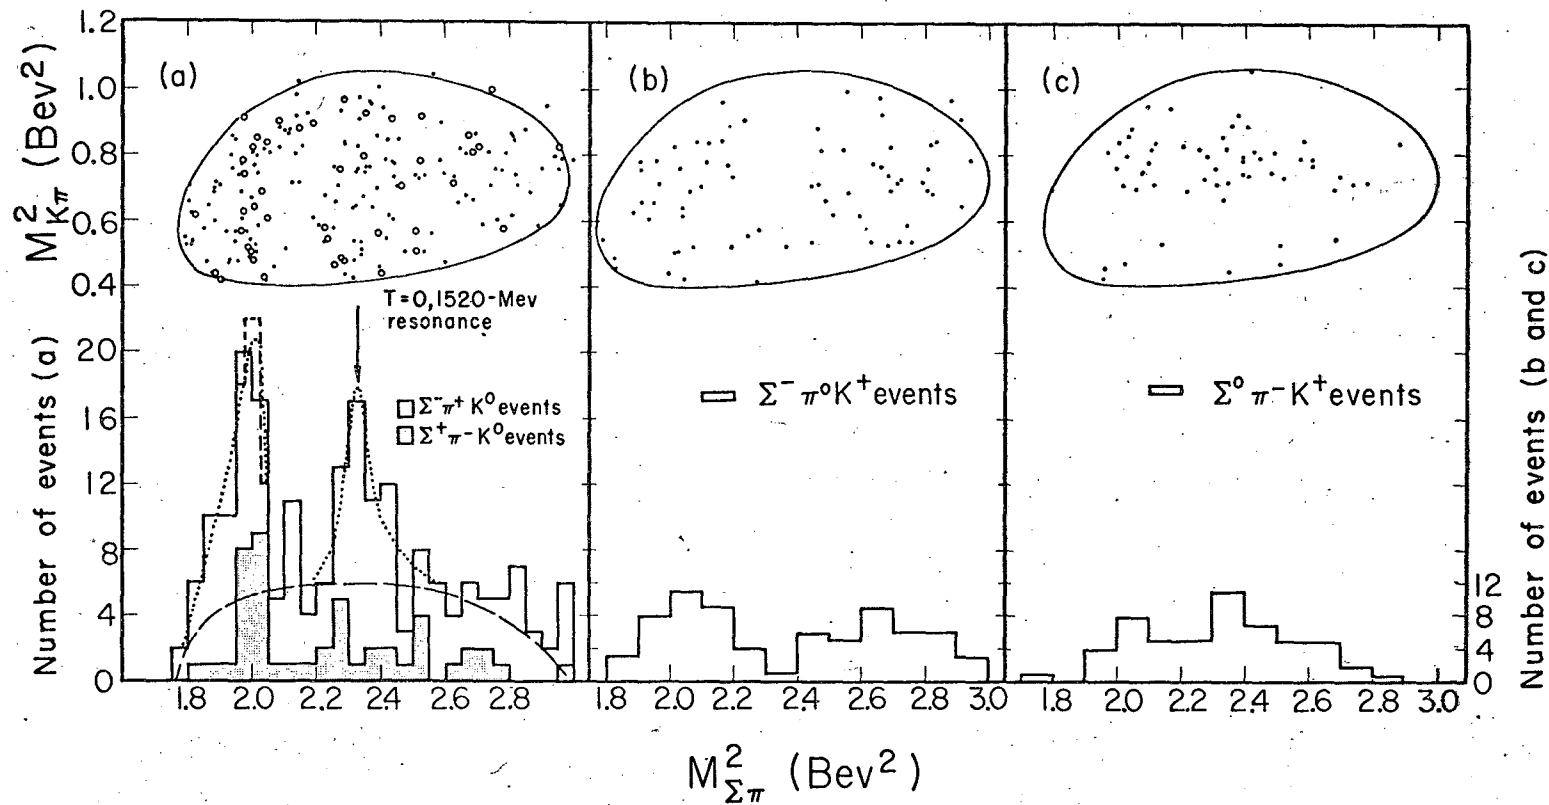 1.2
1.0
0.8
0.6
0.4
M²Kπ (Bev²)
(a)
(b)
(c)
T=0,1520-Mev
resonance
20
16
12
8
4
0
Number of events (a)
Σ⁻π⁺ K⁰ events
Σ⁺π⁻K⁰ events
Σ⁻ π⁰K⁺ events
Σ⁰ π⁻K⁺ events
12
8
4
0
Number of events (b and c)
1.8 2.0 2.2 2.4 2.6 2.8
1.8 2.0 2.2 2.4 2.6 2.8 3.0
1.8 2.0 2.2 2.4 2.6 2.8 3.0
M²Σπ (Bev²)